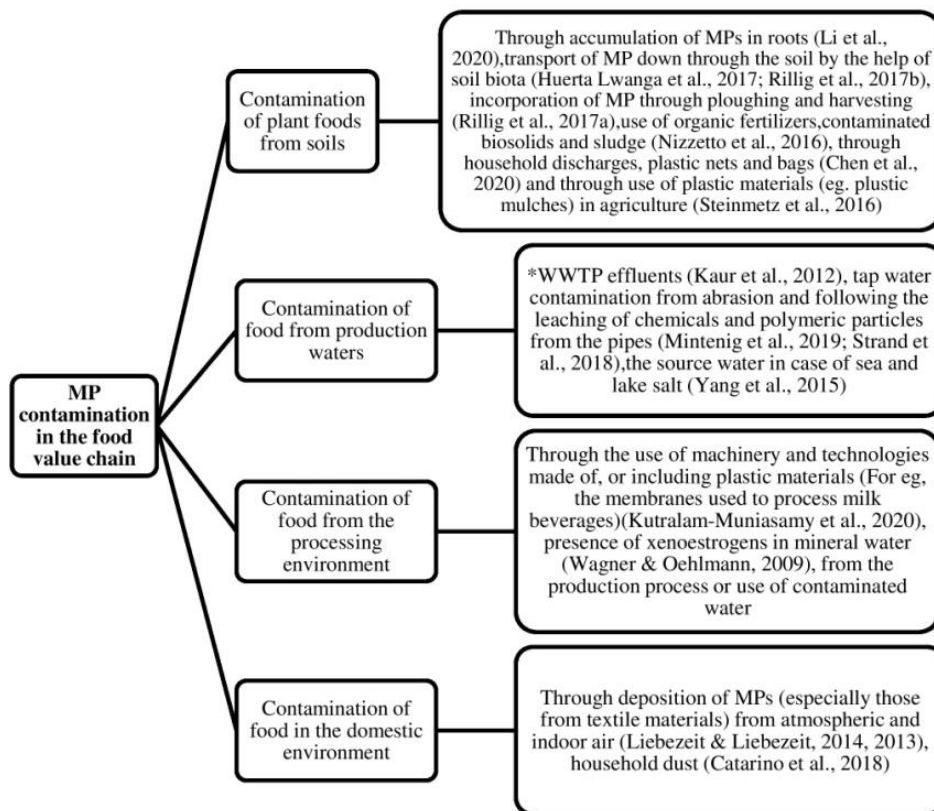 MP
contamination
in the food
value chain
Contamination
of plant foods
from soils
Through accumulation of MPs in roots (Li et al.,
2020),transport of MP down through the soil by the help of
soil biota (Huerta Lwanga et al., 2017; Rillig et al., 2017b),
incorporation of MP through ploughing and harvesting
(Rillig et al., 2017a),use of organic fertilizers,contaminated
biosolids and sludge (Nizzetto et al., 2016), through
household discharges, plastic nets and bags (Chen et al.,
2020) and through use of plastic materials (eg. plustic
mulches) in agriculture (Steinmetz et al., 2016)
Contamination of
food from production
waters
*WWTP effluents (Kaur et al., 2012), tap water
contamination from abrasion and following the
leaching of chemicals and polymeric particles
from the pipes (Mintenig et al., 2019; Strand et
al., 2018),the source water in case of sea and
lake salt (Yang et al., 2015)
Contamination of
food from the
processing
environment
Through the use of machinery and technologies
made of, or including plastic materials (For eg,
the membranes used to process milk
beverages)(Kutralam-Muniasamy et al., 2020),
presence of xenoestrogens in mineral water
(Wagner & Oehlmann, 2009), from the
production process or use of contaminated
water
Contamination of
food in the domestic
environment
Through deposition of MPs (especially those
from textile materials) from atmospheric and
indoor air (Liebezeit & Liebezeit, 2014, 2013),
household dust (Catarino et al., 2018)